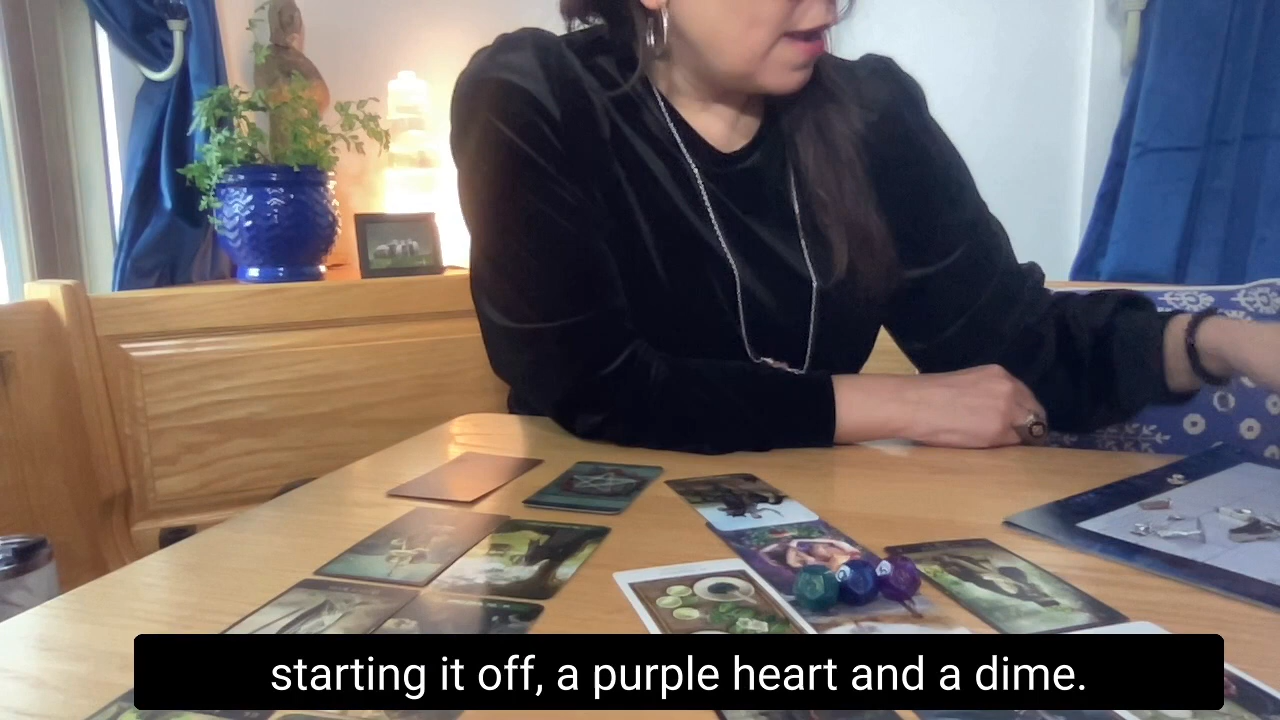 starting it off, a purple heart and a dime.